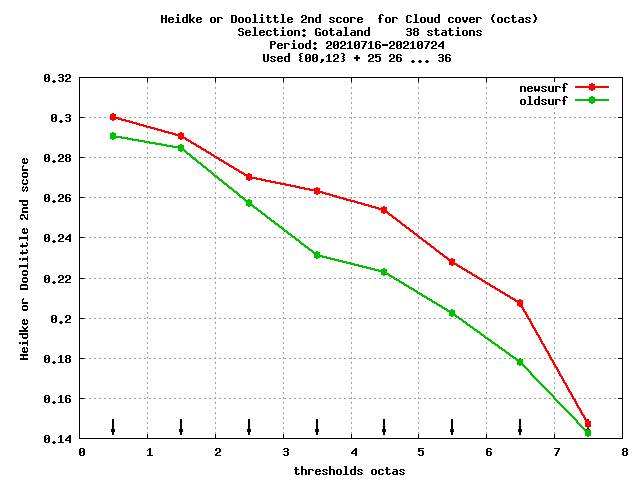 Heidke or Doolittle 2nd score  for Cloud cover (octas)
Selection: Gotaland     38 stations
Period: 20210716-20210724
Used {00,12} + 25 26 ... 36
newsurf
oldsurf
0.32
0.3
0.28
0.26
0.24
0.22
0.2
0.18
0.16
0.14
Heidke or Doolittle 2nd score
0 1 2 3 4 5 6 7 8
thresholds octas